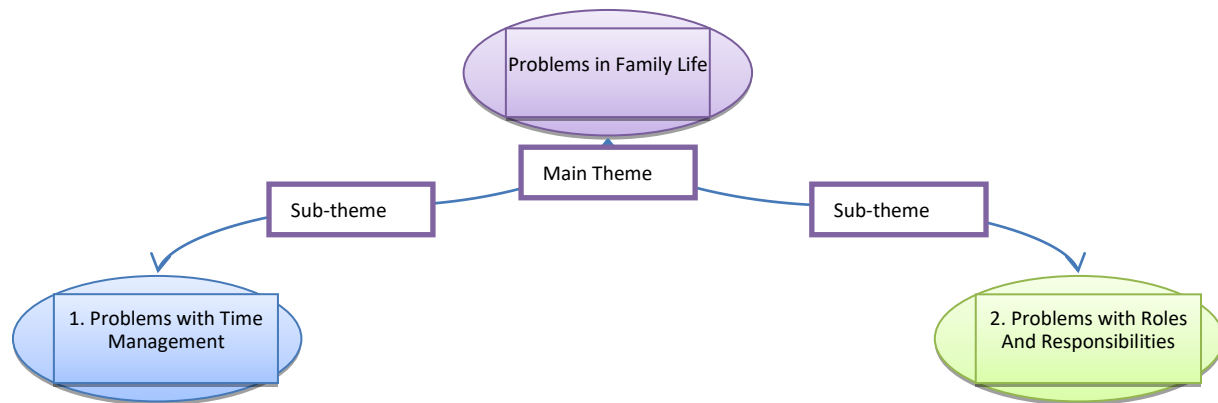 Problems in Family Life
Main Theme
Sub-theme
Sub-theme
1. Problems with Time
Management
2. Problems with Roles
And Responsibilities